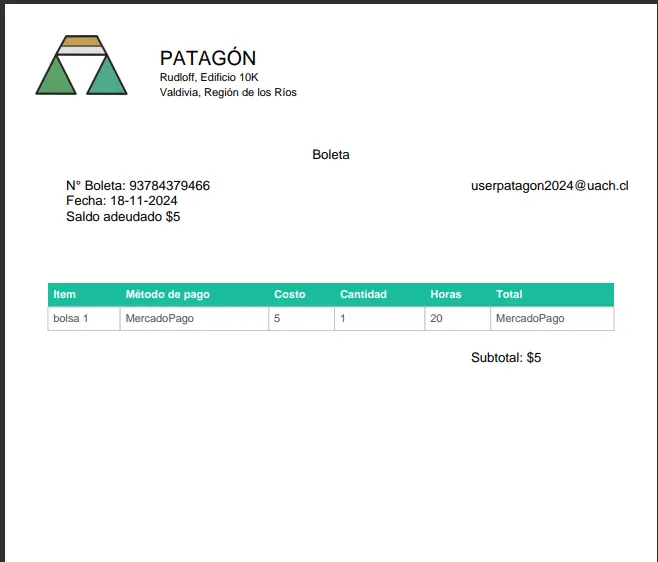 PATAGÓN
Rudloff, Edificio 10K
Valdivia, Región de los Ríos
Boleta
N° Boleta: 93784379466
userpatagon2024@uach.cl
Fecha: 18-11-2024
Saldo adeudado $5
Item Método de pago Costo Cantidad Horas Total
bolsa 1 MercadoPago 5 1 20 MercadoPago
Subtotal: $5